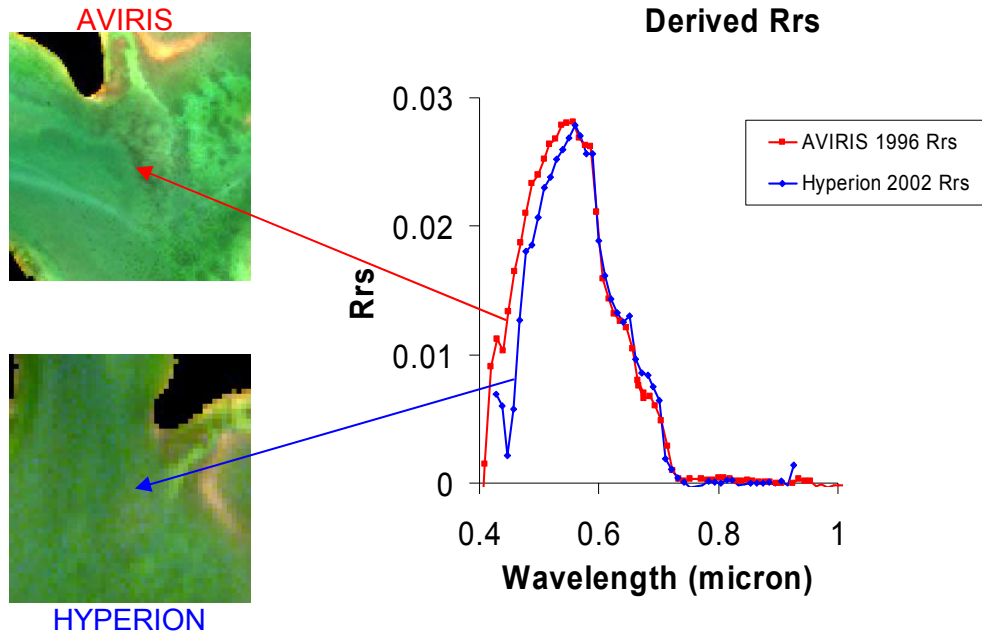 AVIRIS
Derived Rrs
0.03
0.02
0.01
0
Rrs
0.4 0.6 0.8 1
Wavelength (micron)
AVIRIS 1996 Rrs
Hyperion 2002 Rrs
HYPERION